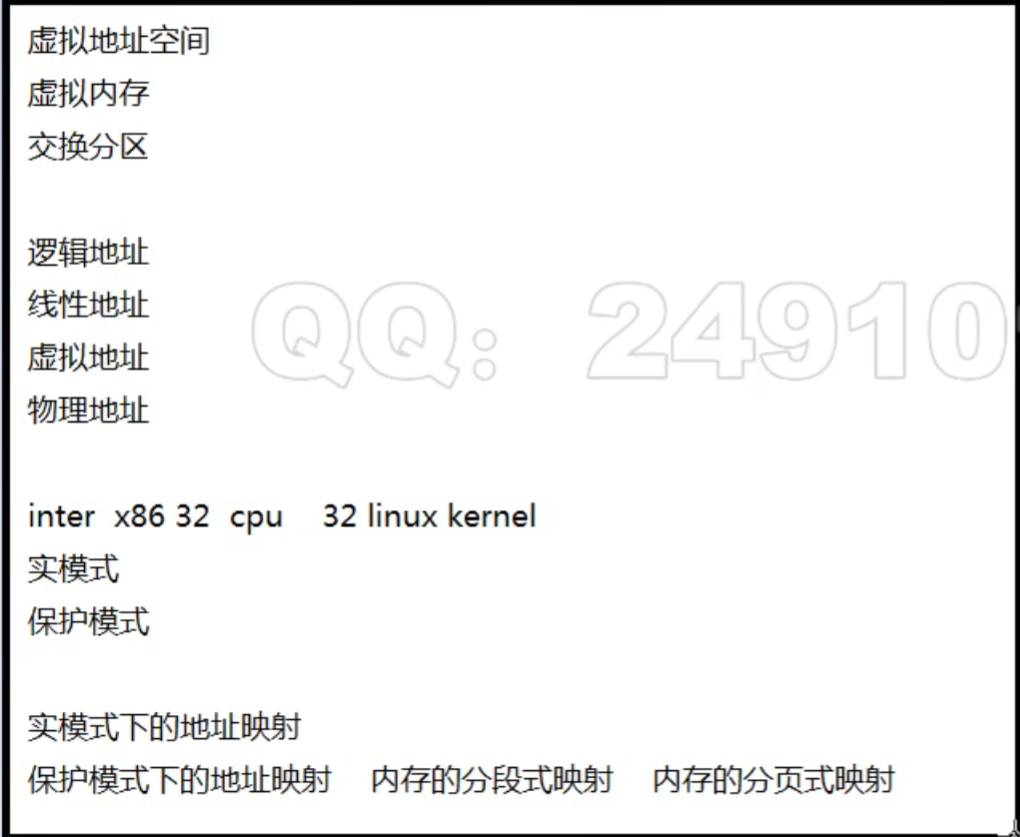 虚拟地址空间
虚拟内存
交换分区
逻辑地址
线性地址
QQ: 24910
虚拟地址
物理地址
inter x86 32 cpu 32 linux kernel
实模式
保护模式
实模式下的地址映射
保护模式下的地址映射 内存的分段式映射 内存的分页式映射